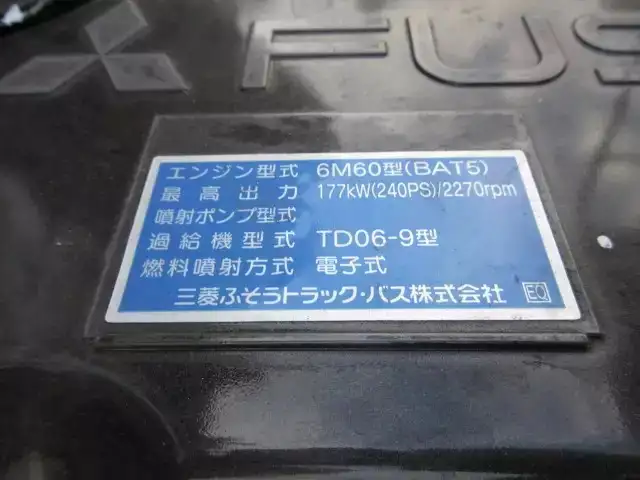 FUS
エンジン型式 6M60型(BAT5)
最高出力 177kW(240PS)/2270rpm
噴射ポンプ型式
過給機型式 TD06-9型
燃料噴射方式 電子式
三菱ふそうトラック・バス株式会社 EQ